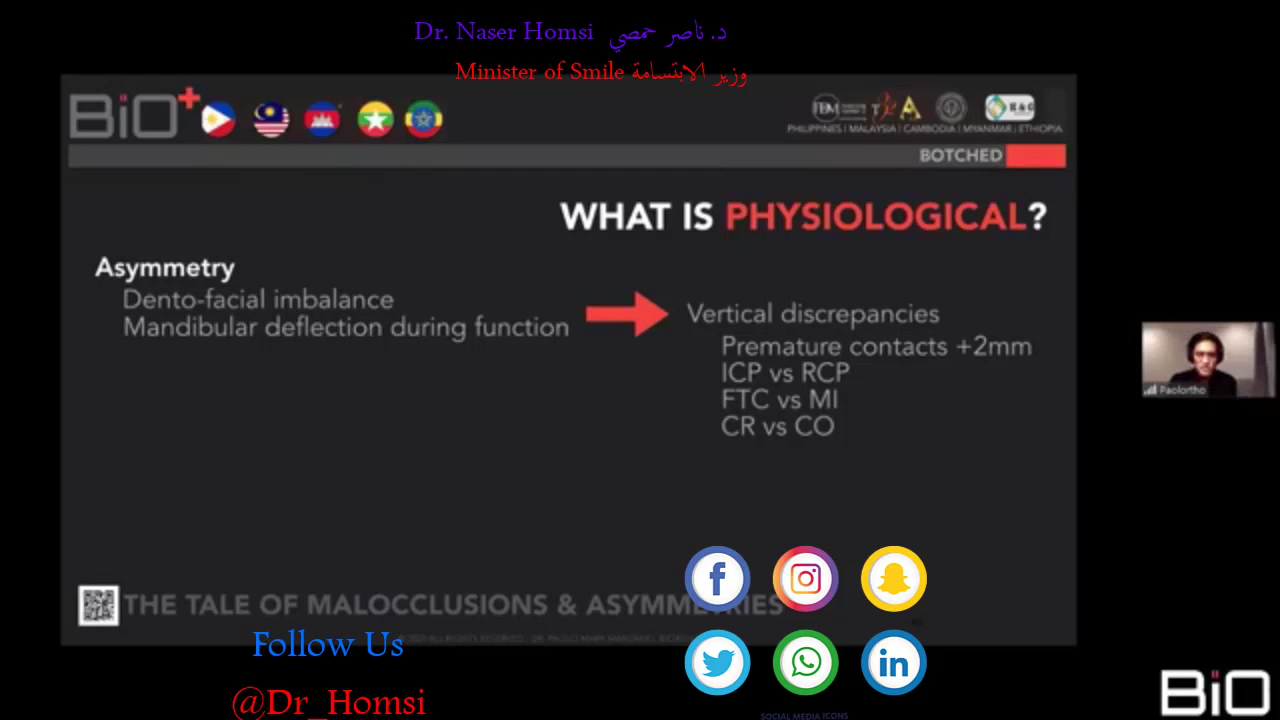 Dr. Naser Homsi د. ناصر حمصي
Minister of Smile وزير الابتسامة
BiO+
PHILIPPINES | MALAYSIA | CAMBODIA | MYANMAR | ETHIOPIA
BOTCHED
WHAT IS PHYSIOLOGICAL?
Asymmetry
Dento-facial imbalance
Mandibular deflection during function
Vertical discrepancies
Premature contacts +2mm
ICP vs RCP
FTC vs MI
CR vs CO
Paolortho
THE TALE OF MALOCCLUSIONS & ASYMMETRIES
Follow Us
@Dr_Homsi
SOCIAL MEDIA ICONS
BiO